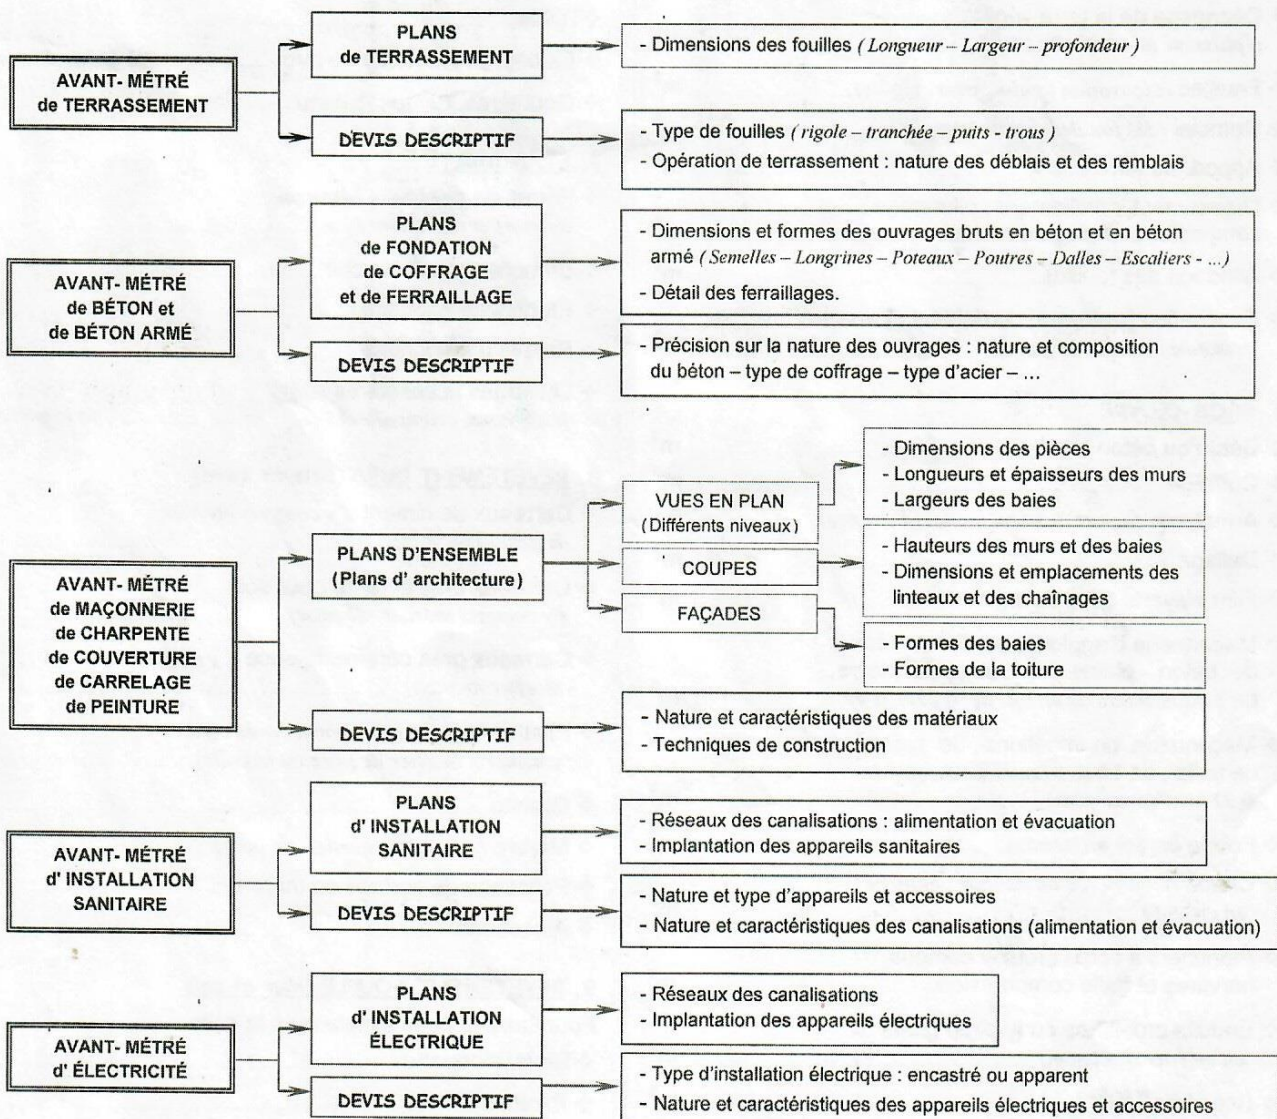 AVANT- MÉTRÉ
de TERRASSEMENT
PLANS
de TERRASSEMENT
- Dimensions des fouilles ( Longueur – Largeur – profondeur )
DEVIS DESCRIPTIF
- Type de fouilles ( rigole – tranchée – puits - trous )
- Opération de terrassement : nature des déblais et des remblais
AVANT- MÉTRÉ
de BÉTON et
de BÉTON ARMÉ
PLANS
de FONDATION
de COFFRAGE
et de FERRAILLAGE
- Dimensions et formes des ouvrages bruts en béton et en béton
armé ( Semelles – Longrines – Poteaux – Poutres – Dalles – Escaliers - ...)
- Détail des ferraillages.
DEVIS DESCRIPTIF
- Précision sur la nature des ouvrages : nature et composition
du béton – type de coffrage – type d'acier – ...
AVANT- MÉTRÉ
de MAÇONNERIE
de CHARPENTE
de COUVERTURE
de CARRELAGE
de PEINTURE
PLANS D'ENSEMBLE
(Plans d' architecture)
VUES EN PLAN
(Différents niveaux)
- Dimensions des pièces
- Longueurs et épaisseurs des murs
- Largeurs des baies
COUPES
- Hauteurs des murs et des baies
- Dimensions et emplacements des
linteaux et des chaînages
FAÇADES
- Formes des baies
- Formes de la toiture
DEVIS DESCRIPTIF
- Nature et caractéristiques des matériaux
- Techniques de construction
AVANT- MÉTRÉ
d' INSTALLATION
SANITAIRE
PLANS
d' INSTALLATION
SANITAIRE
- Réseaux des canalisations : alimentation et évacuation
- Implantation des appareils sanitaires
DEVIS DESCRIPTIF
- Nature et type d'appareils et accessoires
- Nature et caractéristiques des canalisations (alimentation et évacuation)
AVANT- MÉTRÉ
d' ÉLECTRICITÉ
PLANS
d' INSTALLATION
ÉLECTRIQUE
- Réseaux des canalisations
- Implantation des appareils électriques
DEVIS DESCRIPTIF
- Type d'installation électrique : encastré ou apparent
- Nature et caractéristiques des appareils électriques et accessoires